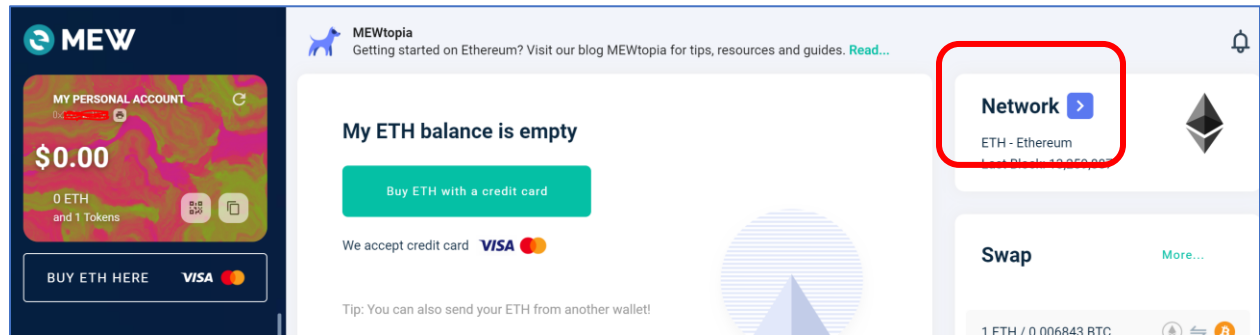 MEW
MY PERSONAL ACCOUNT
0x
$0.00
0 ETH
and 1 Tokens
BUY ETH HERE VISA
MEWtopia
Getting started on Ethereum? Visit our blog MEWtopia for tips, resources and guides. Read...
My ETH balance is empty
Buy ETH with a credit card
We accept credit card VISA
Tip: You can also send your ETH from another wallet!
Network
ETH - Ethereum
Last Block:
Swap More...
1 ETH / 0.006843 BTC